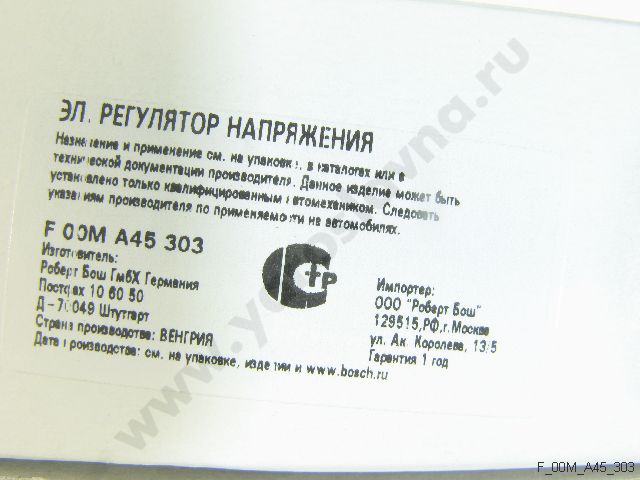 ЭЛ. РЕГУЛЯТОР НАПРЯЖЕНИЯ
Назначение и применение см. на упаковке, в каталогах или в
технической документации производителя. Данное изделие может быть
установлено только квалифицированным автомехаником. Следовать
указаниям производителя по применяемости на автомобилях.
F 00M A45 303
Изготовитель:
Роберт Бош ГмбХ Германия
Постфах 10 60 50
Д - 70049 Штутгарт
Страна производства: ВЕНГРИЯ
Дата производства: см. на упаковке, изделии и www.bosch.ru
Импортер:
ООО "Роберт Бош"
129515,РФ,г.Москва
ул. Ак. Королева, 13/5
Гарантия 1 год
F_00M_A45_303